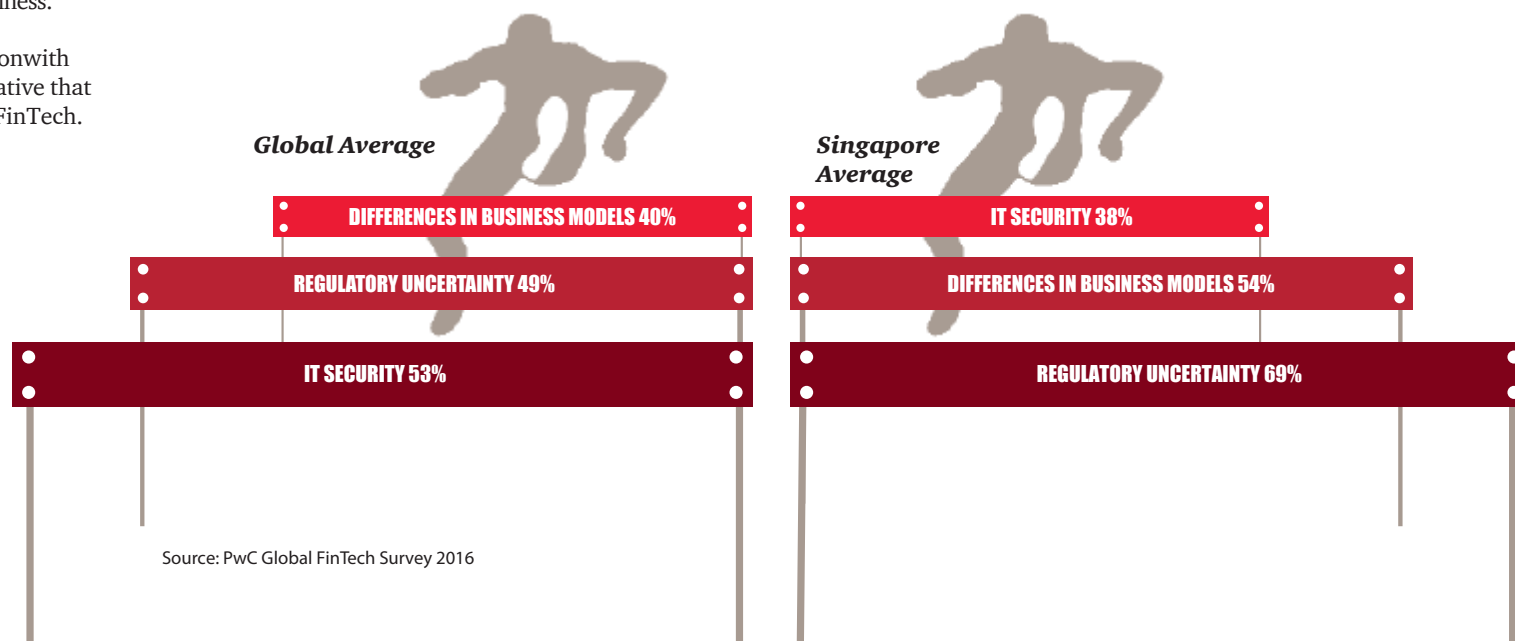 iness.
onwith
ative that
FinTech.
Global Average
DIFFERENCES IN BUSINESS MODELS 40%
REGULATORY UNCERTAINTY 49%
IT SECURITY 53%
Singapore
Average
IT SECURITY 38%
DIFFERENCES IN BUSINESS MODELS 54%
REGULATORY UNCERTAINTY 69%
Source: PwC Global FinTech Survey 2016